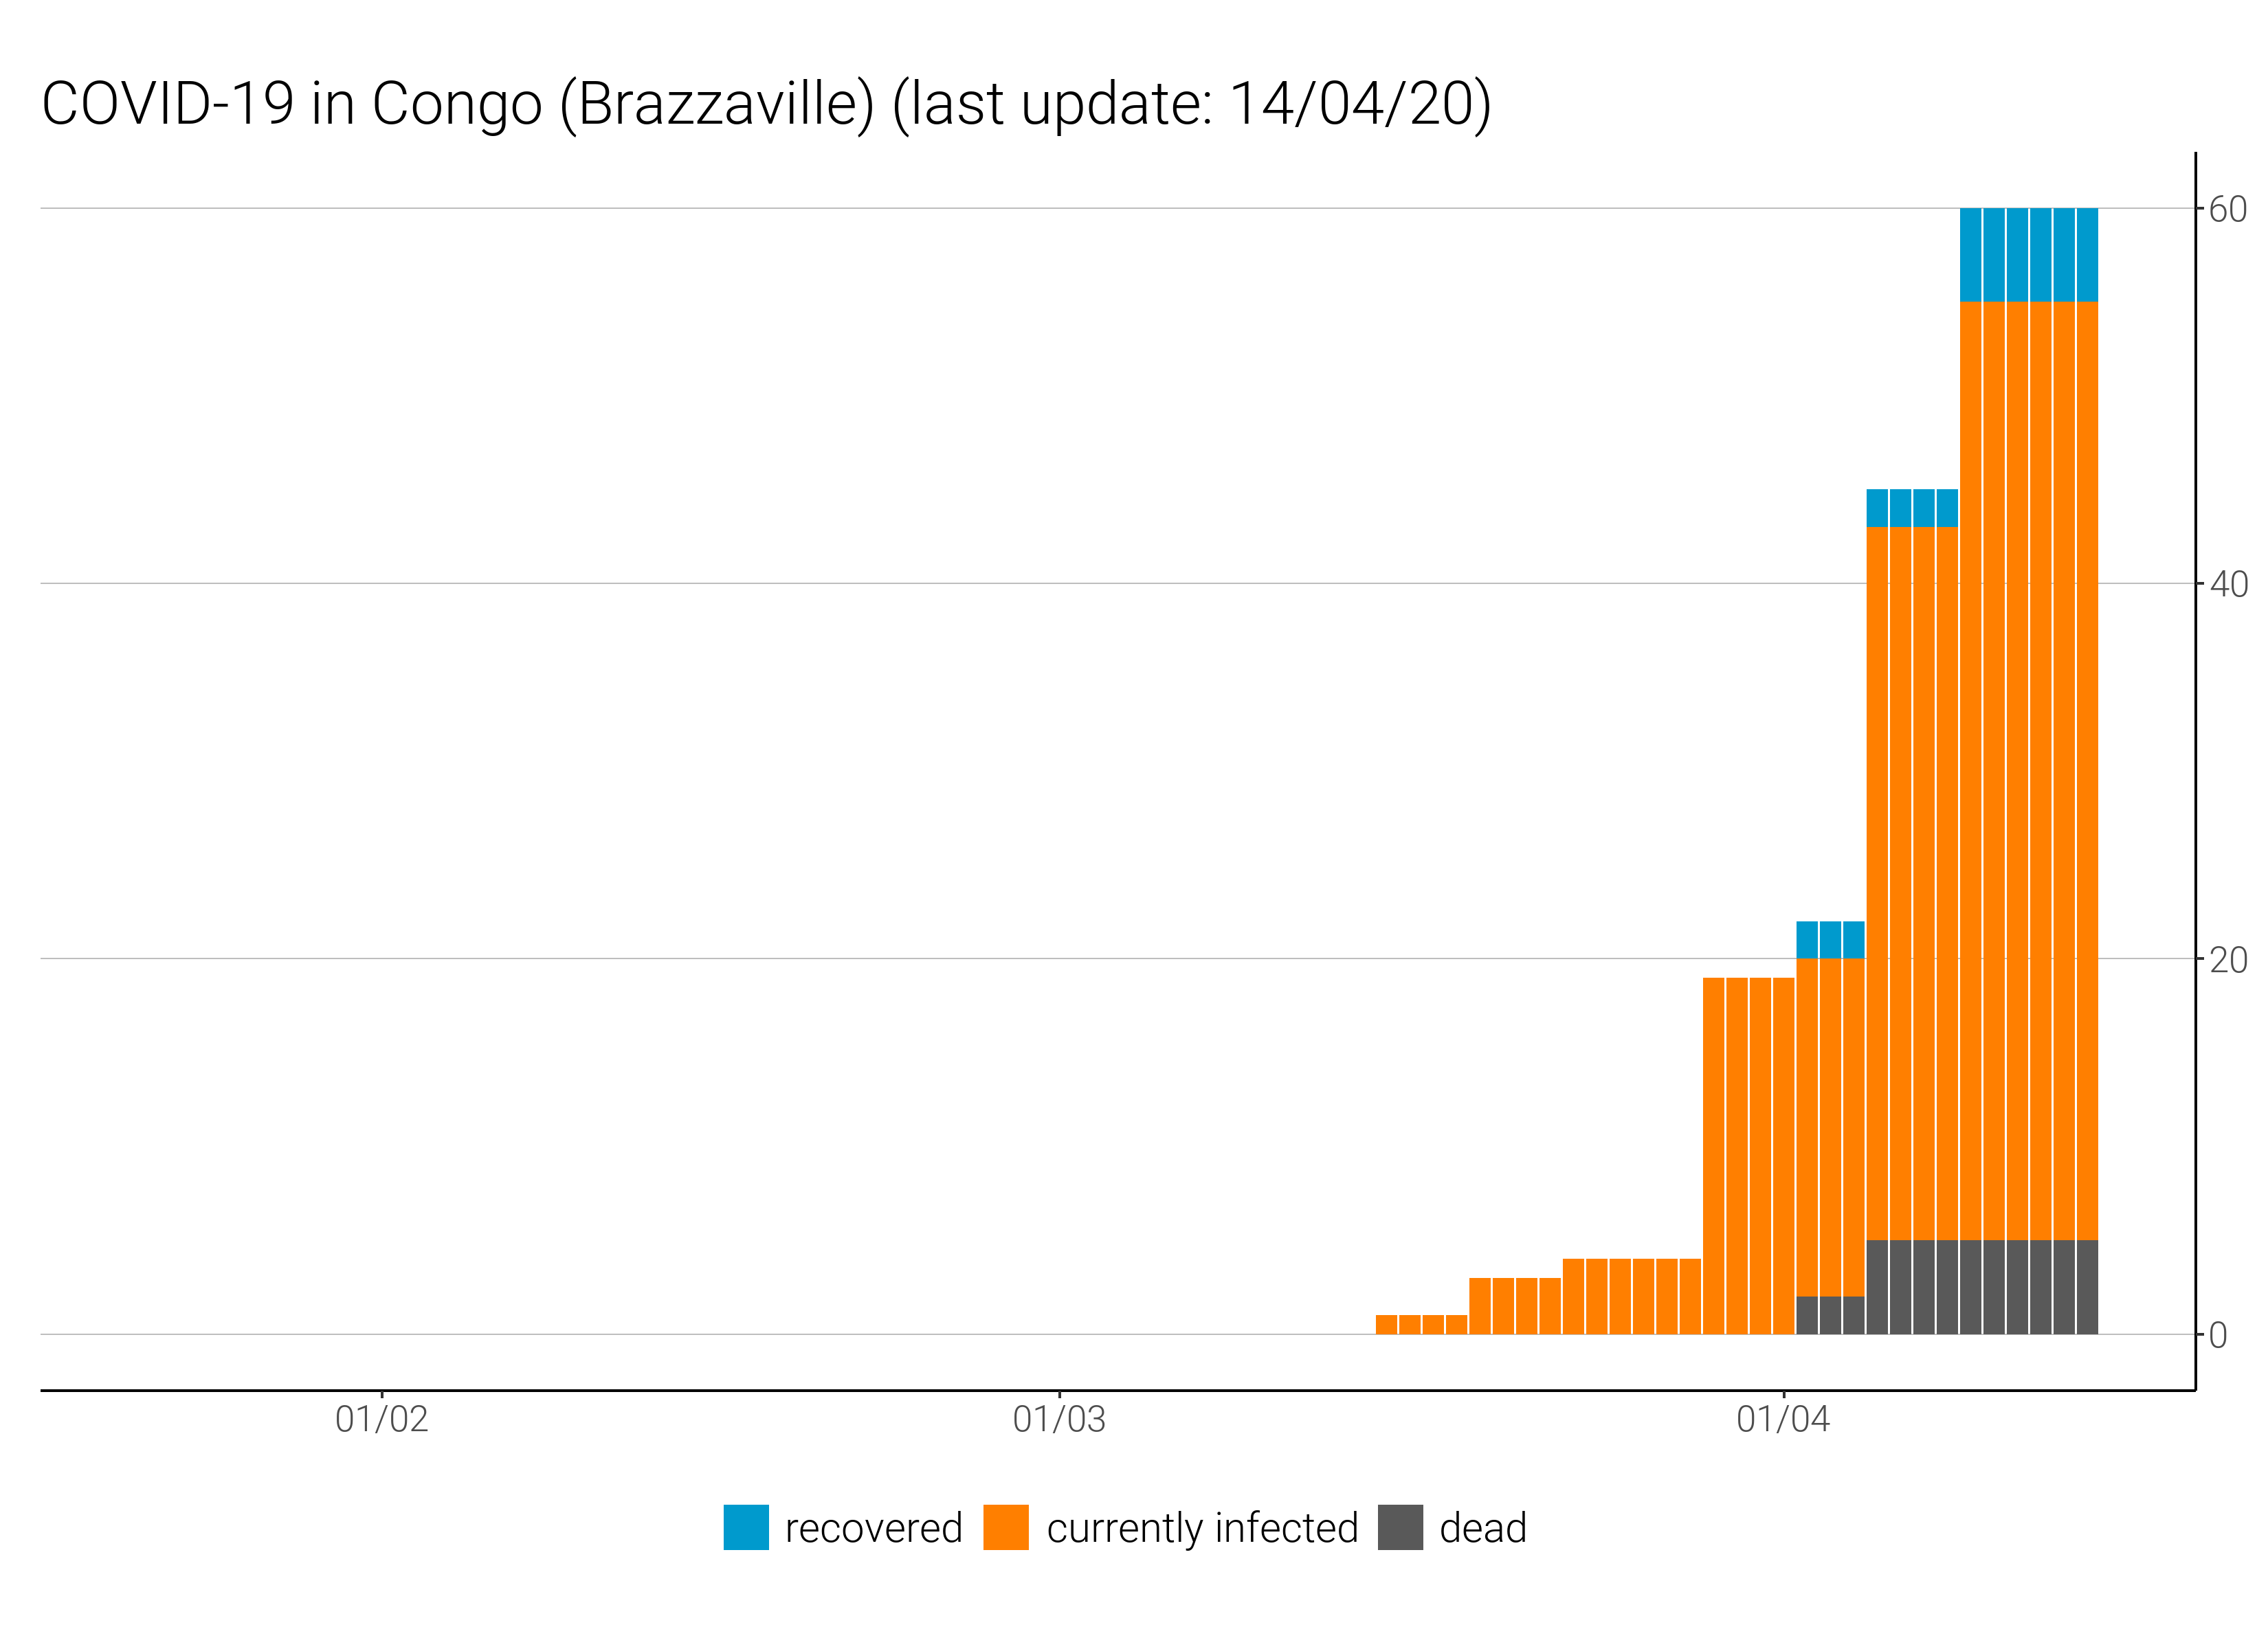 COVID-19 in Congo (Brazzaville) (last update: 14/04/20)
60
40
20
0
01/02 01/03 01/04
recovered currently infected dead